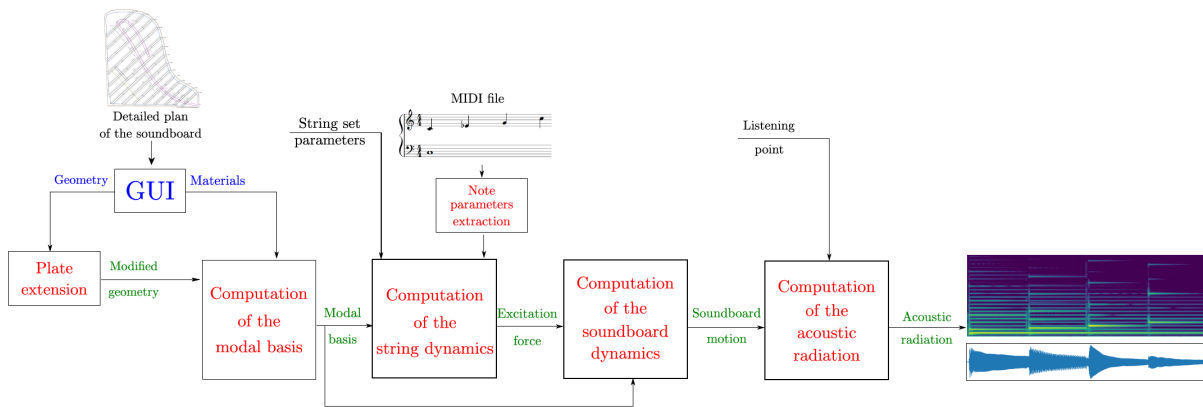 Detailed plan
of the soundboard
GUI
Geometry
Materials
Plate
extension
Modified
geometry
Computation
of the
modal basis
Modal
basis
String set
parameters
MIDI file
Note
parameters
extraction
Computation
of the
string dynamics
Excitation
force
Computation
of the
soundboard
dynamics
Soundboard
motion
Listening
point
Computation
of the
acoustic
radiation
Acoustic
radiation